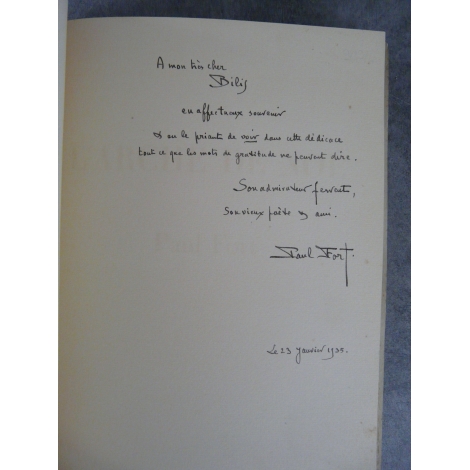 A mon très cher
Bilis
en affectueux souvenir
& en le priant de voir dans cette dédicace
tout ce que les mots de gratitude ne peuvent dire.
Son admirateur fervent,
Son vieux poète & ami.
Paul Fort.
Le 23 janvier 1935.